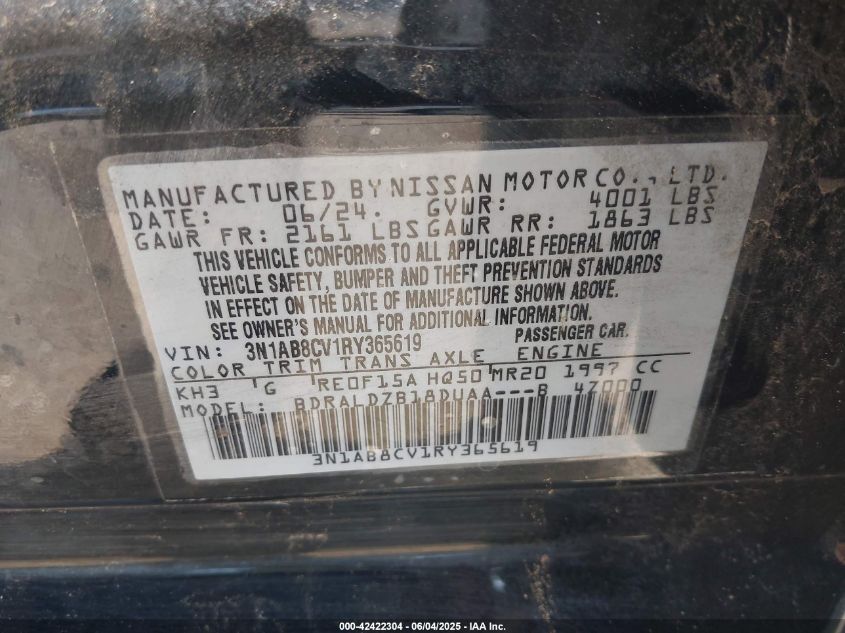 MANUFACTURED BY NISSAN MOTOR CO., LTD.
DATE: 06/24. GVWR: 4001 LBS
GAWR FR: 2161 LBS GAWR RR: 1863 LBS
THIS VEHICLE CONFORMS TO ALL APPLICABLE FEDERAL MOTOR
VEHICLE SAFETY, BUMPER AND THEFT PREVENTION STANDARDS
IN EFFECT ON THE DATE OF MANUFACTURE SHOWN ABOVE.
SEE OWNER'S MANUAL FOR ADDITIONAL INFORMATION.
VIN: 3N1AB8CV1RY365619 PASSENGER CAR.
COLOR TRIM TRANS AXLE ENGINE
KH3 G RE0F15A HQ50 MR20 1997 CC
MODEL: BDRALDZB18DUAA---B 4Z000
3N1AB8CV1RY365619
000-42422304 | 06/04/2025 - IAA Inc.